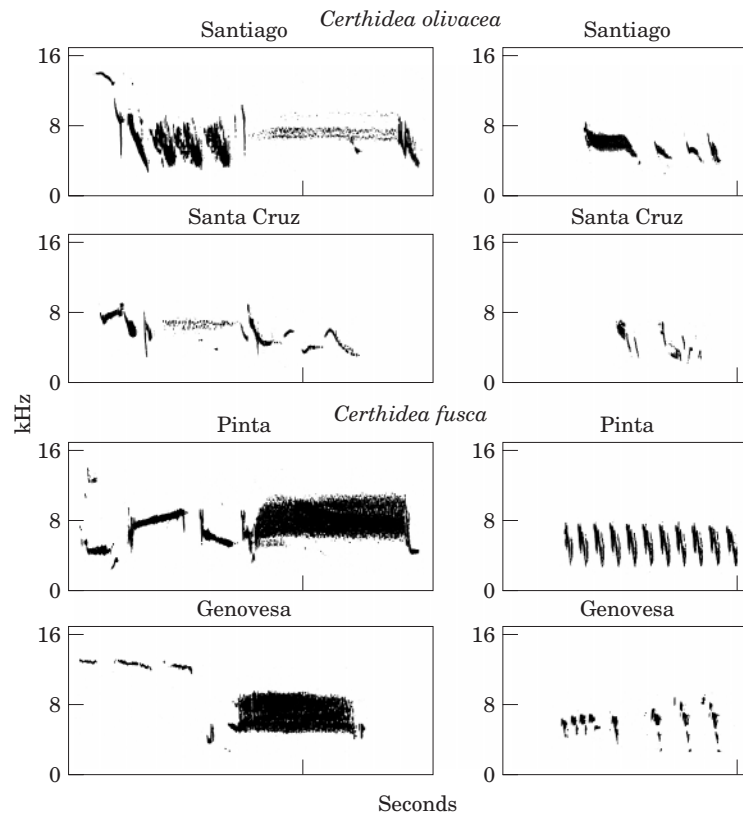 Certhidea olivacea
Santiago
Santiago
16
8
0
16
8
0
Santa Cruz
Santa Cruz
16
8
0
16
8
0
kHz
Certhidea fusca
Pinta
Pinta
16
8
0
16
8
0
Genovesa
Genovesa
16
8
0
16
8
0
Seconds